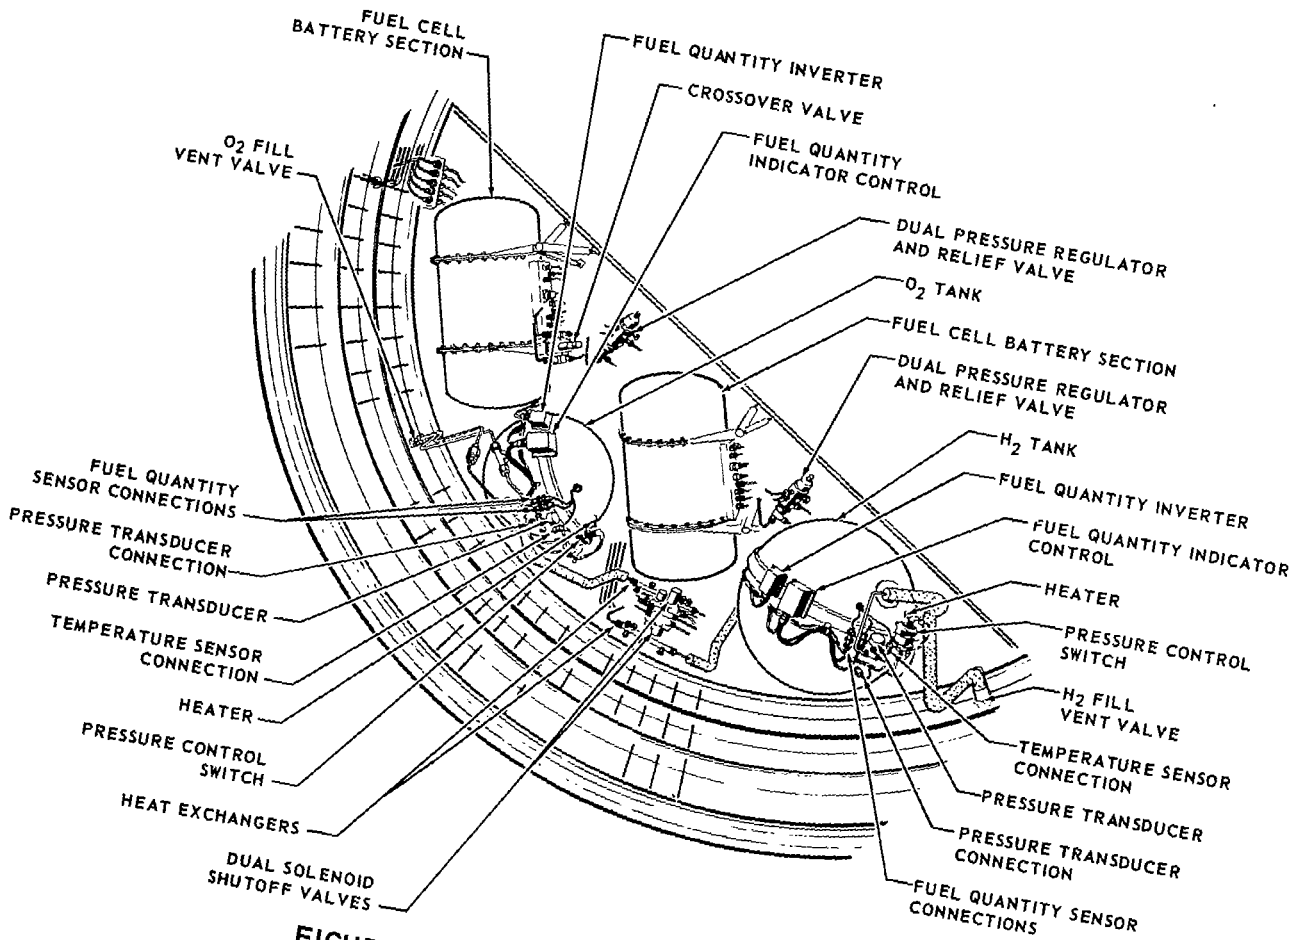 FUEL CELL
BATTERY SECTION
FUEL QUANTITY INVERTER
CROSSOVER VALVE
O2 FILL
VENT VALVE
FUEL QUANTITY
INDICATOR CONTROL
DUAL PRESSURE REGULATOR
AND RELIEF VALVE
O2 TANK
FUEL CELL BATTERY SECTION
DUAL PRESSURE REGULATOR
AND RELIEF VALVE
H2 TANK
FUEL QUANTITY INVERTER
FUEL QUANTITY INDICATOR
CONTROL
HEATER
PRESSURE CONTROL
SWITCH
H2 FILL
VENT VALVE
TEMPERATURE SENSOR
CONNECTION
PRESSURE TRANSDUCER
PRESSURE TRANSDUCER
CONNECTION
FUEL QUANTITY SENSOR
CONNECTIONS
FUEL QUANTITY
SENSOR CONNECTIONS
PRESSURE TRANSDUCER
CONNECTION
PRESSURE TRANSDUCER
TEMPERATURE SENSOR
CONNECTION
HEATER
PRESSURE CONTROL
SWITCH
HEAT EXCHANGERS
DUAL SOLENOID
SHUTOFF VALVES